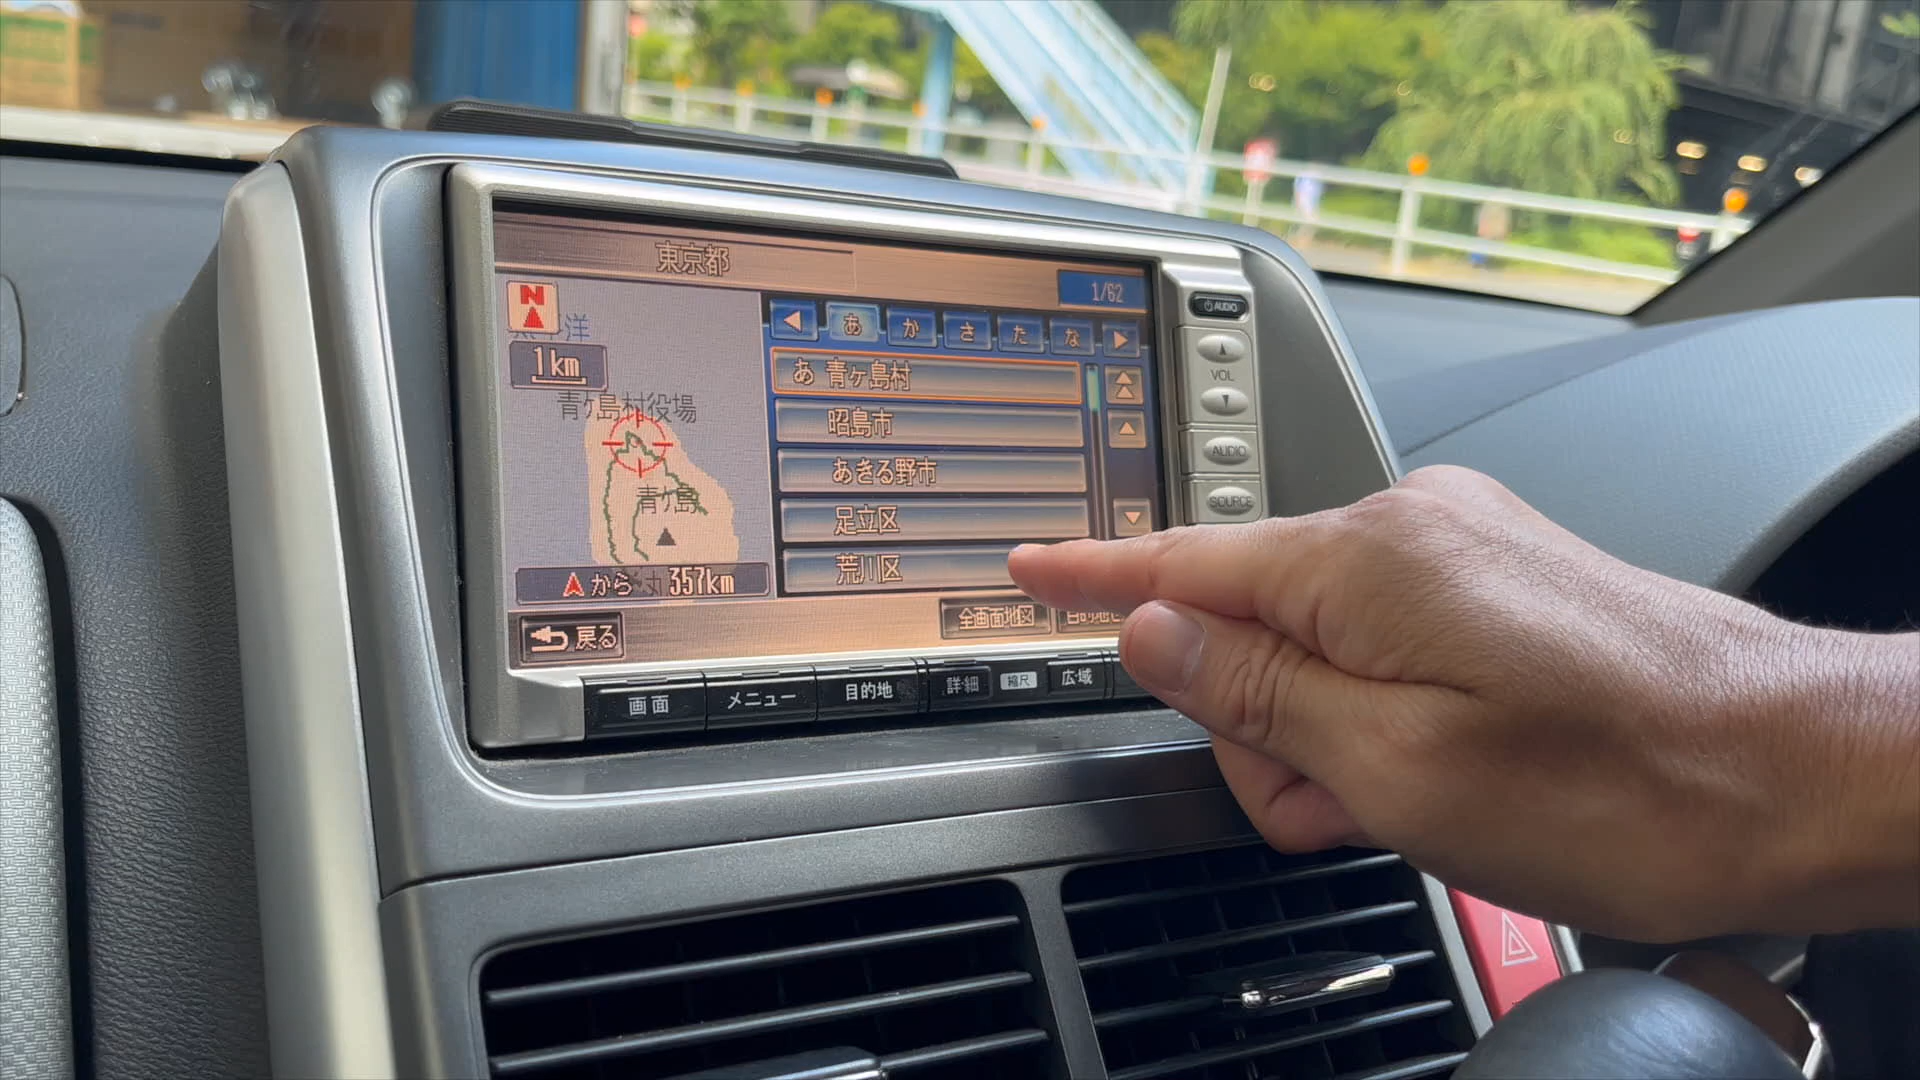 東京都
1/62
N
洋
1km
青ヶ島村役場
青ヶ島
から 357km
あ か さ た な
あ 青ヶ島村
昭島市
あきる野市
足立区
荒川区
戻る
全画面地図
画面 メニュー 目的地 詳細 縮尺 広域
AUDIO
VOL
AUDIO
SOURCE